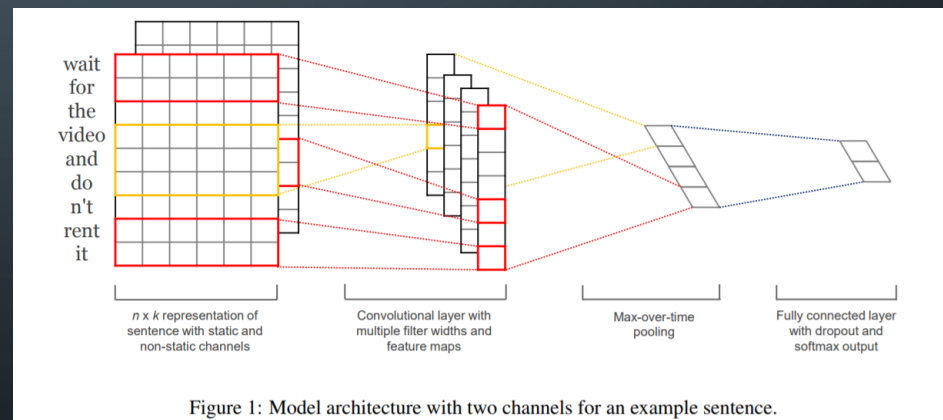 wait
for
the
video
and
do
n't
rent
it
n x k representation of
sentence with static and
non-static channels
Convolutional layer with
multiple filter widths and
feature maps
Max-over-time
pooling
Fully connected layer
with dropout and
softmax output
Figure 1: Model architecture with two channels for an example sentence.